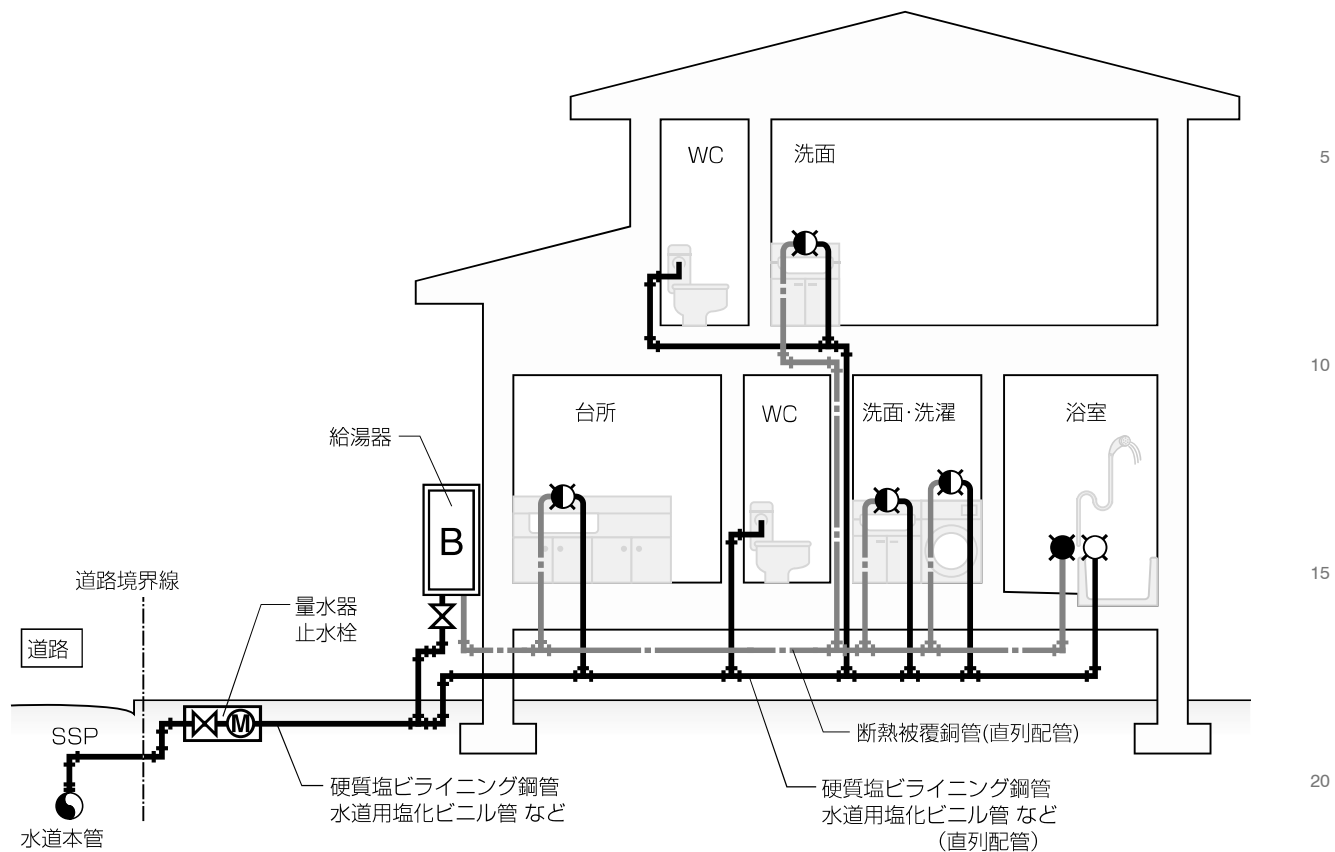 WC
洗面
5
10
台所
WC
洗面・洗濯
浴室
給湯器
B
15
道路境界線
量水器
止水栓
道路
SSP
M
断熱被覆銅管(直列配管)
硬質塩ビライニング鋼管
水道用塩化ビニル管 など
硬質塩ビライニング鋼管
水道用塩化ビニル管 など
(直列配管)
20
水道本管